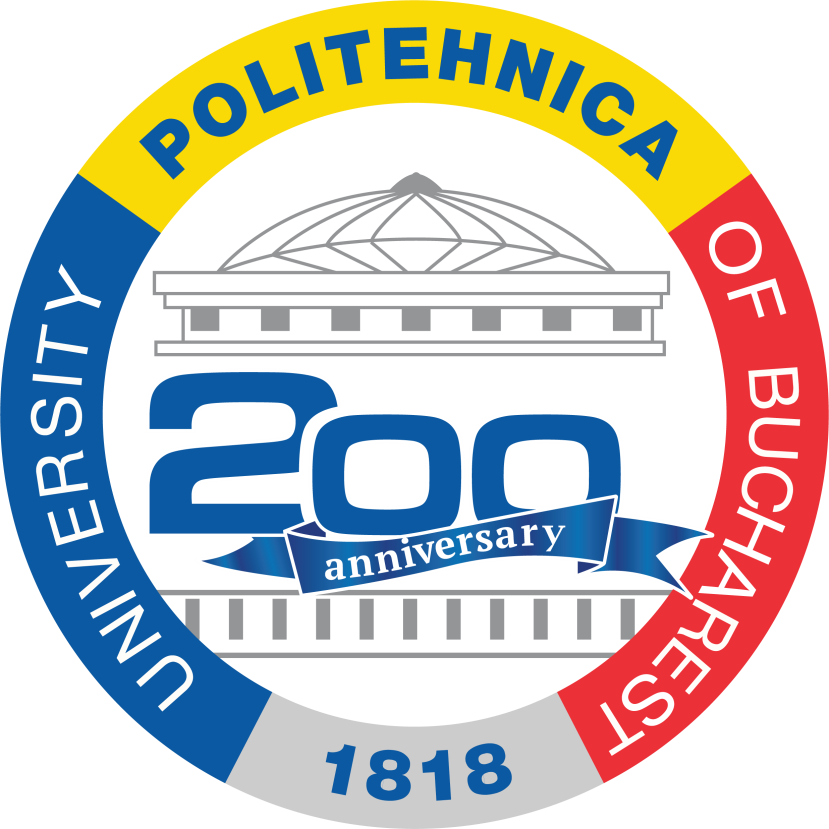 UNIVERSITY
POLITEHNICA
OF BUCHAREST
200
anniversary
1818